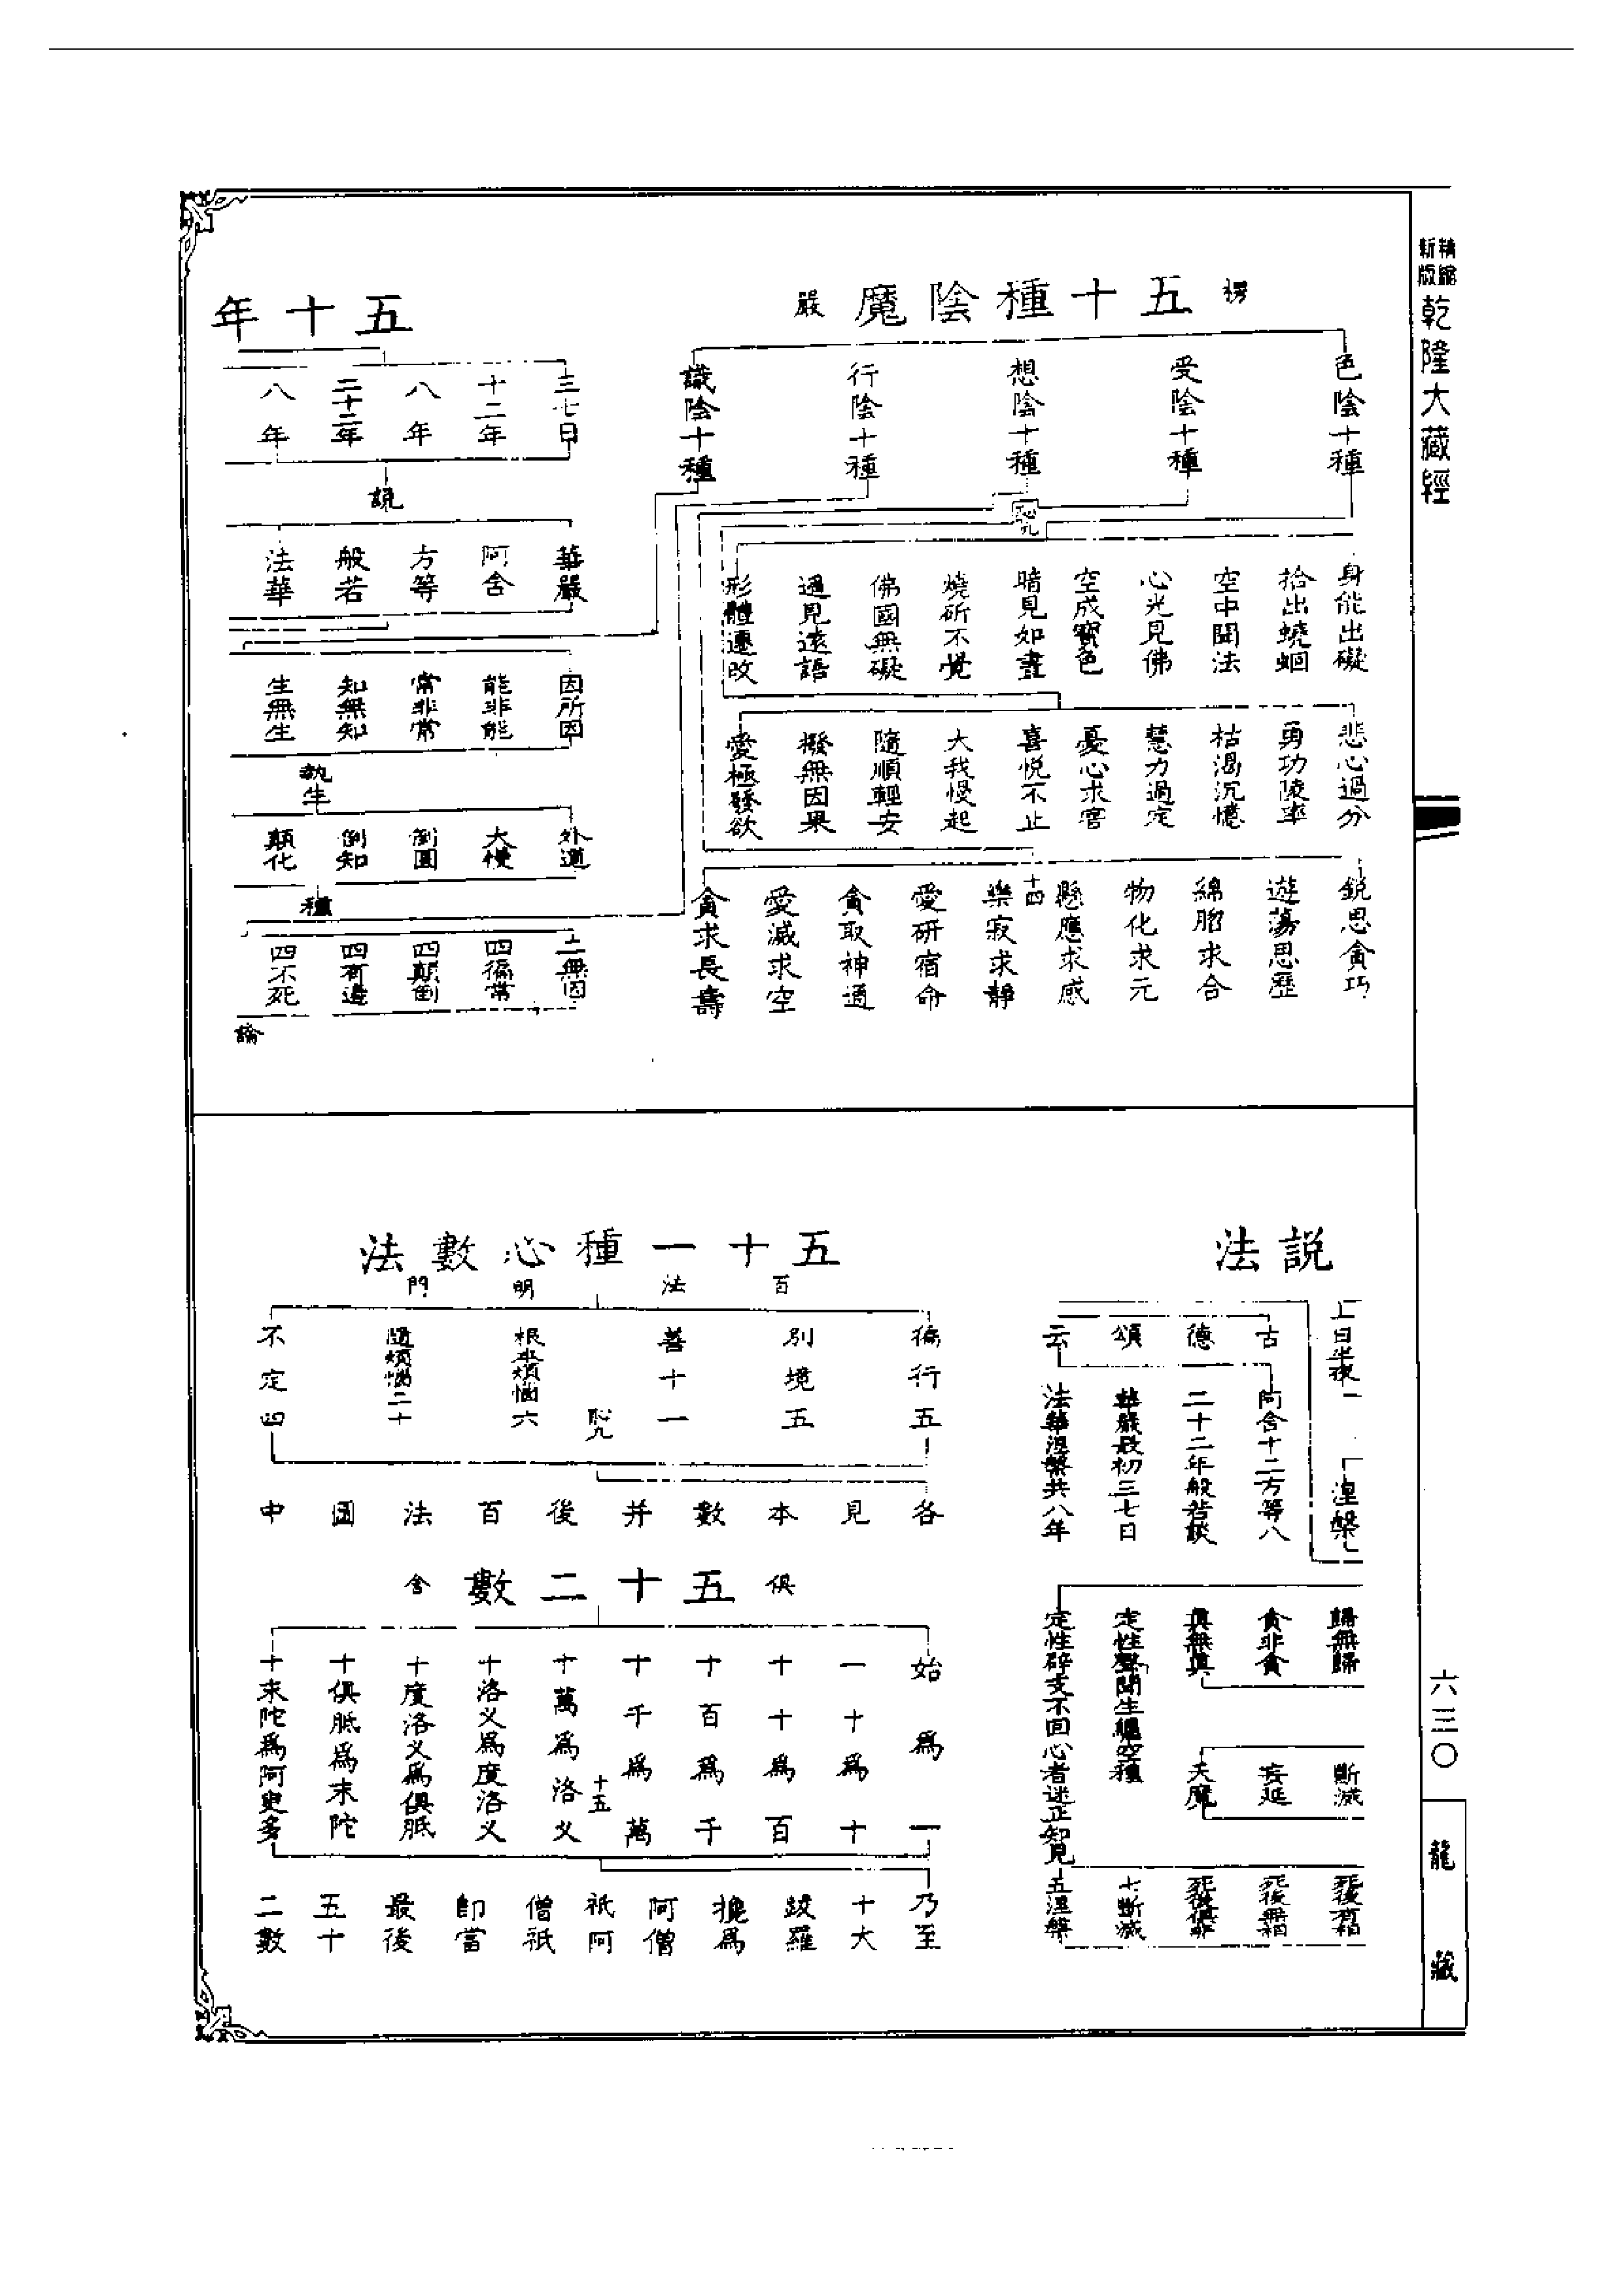 精縮
新版
乾隆大藏經
六三〇
龍藏
楞 五十種陰魔 嚴
色陰十種
受陰十種
想陰十種
行陰十種
識陰十種
身能出礙
拾出蟯蛔
空中聞法
心光見佛
空成寶色
暗見如晝
燒斫不覺
佛國無礙
遥見遠語
形體遷改
悲心過分
勇功陵率
枯渴沉憶
慧力過定
憂心求害
喜悦不止
大我慢起
隨順輕安
撥無因果
愛極發欲
十四
銳思貪巧
遊蕩思歷
綿䐇求合
物化求元
懸應求感
樂寂求靜
愛研宿命
貪取神通
愛滅求空
貪求長壽
五十年
三七日
十二年
八年
二十二年
八年
說
華嚴
阿含
方等
般若
法華
因所因
能非能
常非常
知無知
生無生
執生
外道
大慢
倒圓
倒知
顛化
種
二無因
四徧常
四顛倒
四有邊
四不死
論
説法
上日半夜
涅槃
古德頌云
阿含十二方等八
二十二年般若談
華嚴最初三七日
法華涅槃共八年
歸無歸
貪非貪
真無真
定性聲聞生纏空種
定性辟支不回心者迷正知見
斷滅
妄延
天魔
死後有相
死後無相
死後俱非
七斷滅
五涅槃
五十一種心數法
百法明門
徧行五
別境五
善十一
根本煩惱六
隨煩惱二十
不定四
各見本數并後百法圖中
俱 五十二數 舍
始為一
一十為十
十十為百
十百為千
十千為萬
十五
十萬為洛义
十洛义為度洛义
十度洛义為俱胝
十俱胝為末陀
十末陀為阿吏多
乃至
十大
跋羅
攙為
阿僧
祇阿
僧祇
卽當
最後
五十
二數